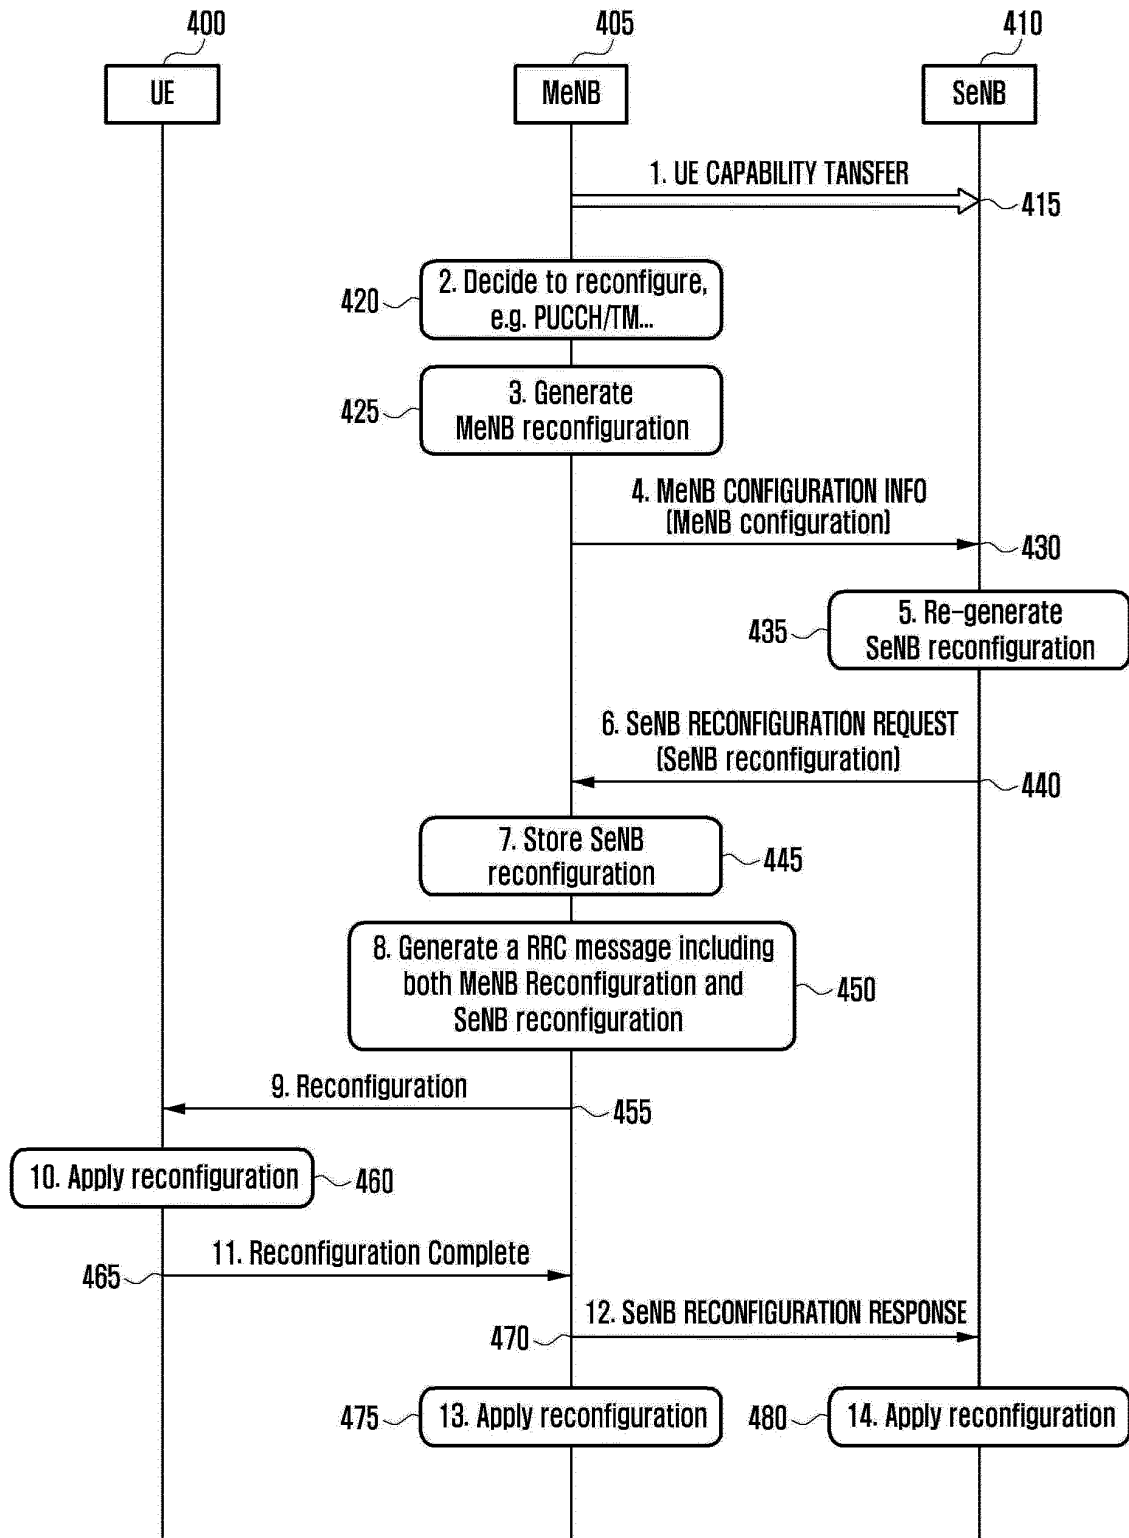 400
405
410
UE
MeNB
SeNB
1. UE CAPABILITY TANSFER
415
2. Decide to reconfigure,
e.g. PUCCH/TM...
420
3. Generate
MeNB reconfiguration
425
4. MeNB CONFIGURATION INFO
(MeNB configuration)
430
5. Re-generate
SeNB reconfiguration
435
6. SeNB RECONFIGURATION REQUEST
(SeNB reconfiguration)
440
7. Store SeNB
reconfiguration
445
8. Generate a RRC message including
both MeNB Reconfiguration and
SeNB reconfiguration
450
9. Reconfiguration
455
10. Apply reconfiguration
460
11. Reconfiguration Complete
465
12. SeNB RECONFIGURATION RESPONSE
470
475
13. Apply reconfiguration
480
14. Apply reconfiguration